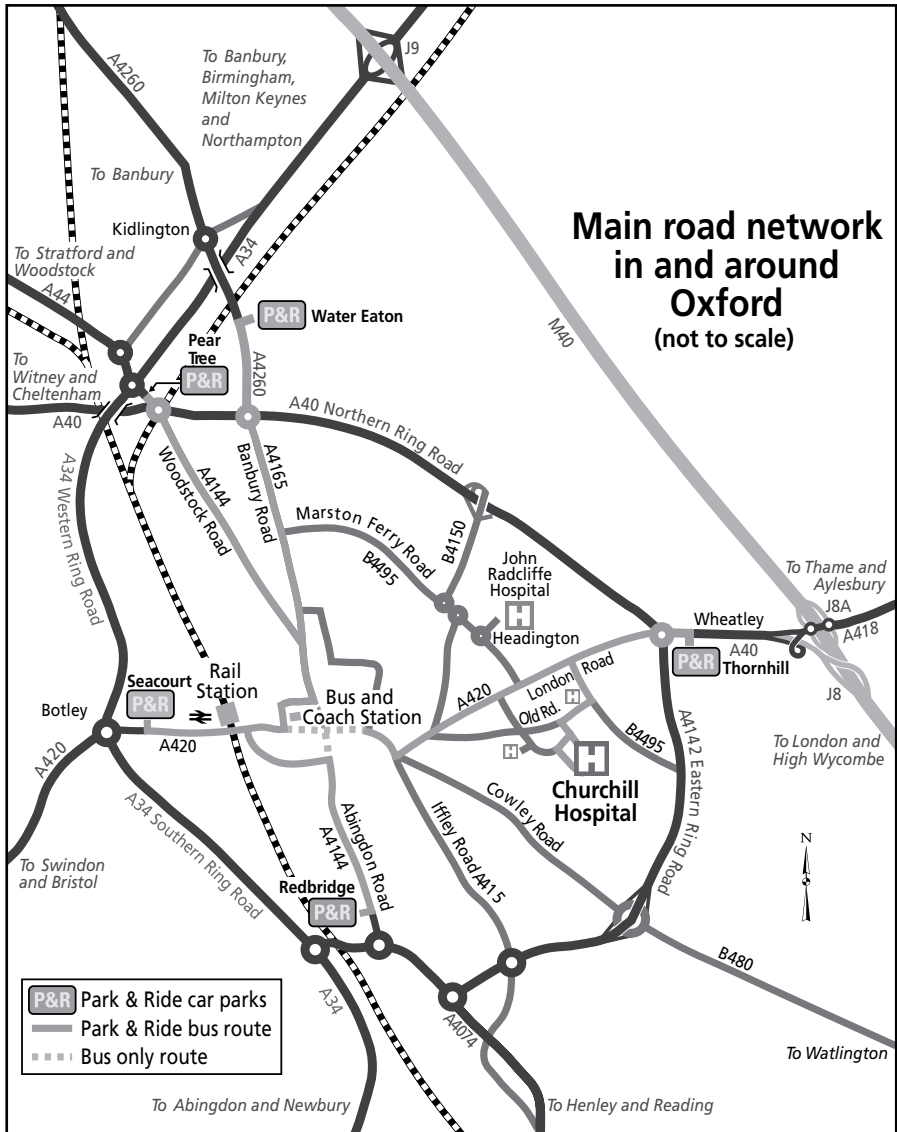 A4260
To Banbury,
Birmingham,
Milton Keynes
and
Northampton
J9
To Banbury
Kidlington
To Stratford and
Woodstock
A44
A34
Main road network
in and around
Oxford
(not to scale)
M40
P&R Water Eaton
Pear
Tree
P&R
A4260
To
Witney and
Cheltenham
A40
A40 Northern Ring Road
A34 Western Ring Road
A4144
Woodstock Road
A4165
Banbury Road
Marston Ferry Road
B4495
B4150
John
Radcliffe
Hospital
H
Headington
To Thame and
Aylesbury
J8A
A418
Wheatley
A40
P&R Thornhill
J8
London Road
A420
H
Old Rd.
H
B4495
H
Churchill
Hospital
A4142 Eastern Ring Road
To London and
High Wycombe
Seacourt
P&R
Rail
Station
Bus and
Coach Station
Botley
A420
A420
To Swindon
and Bristol
A34 Southern Ring Road
Abingdon Road
A4144
Iffley Road A415
Cowley Road
N
Redbridge
P&R
B480
To Watlington
A34
A4074
P&R Park & Ride car parks
Park & Ride bus route
Bus only route
To Abingdon and Newbury
To Henley and Reading